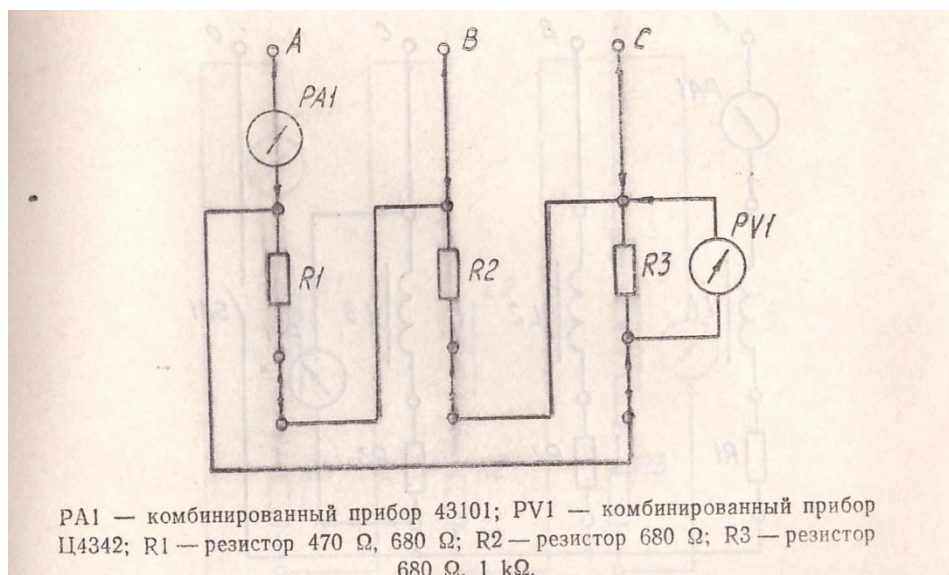 A B C
PA1
PV1
R1 R2 R3
PA1 — комбинированный прибор 43101; PV1 — комбинированный прибор
Ц4342; R1 — резистор 470 Ω, 680 Ω; R2 — резистор 680 Ω; R3 — резистор
680 Ω, 1 kΩ.